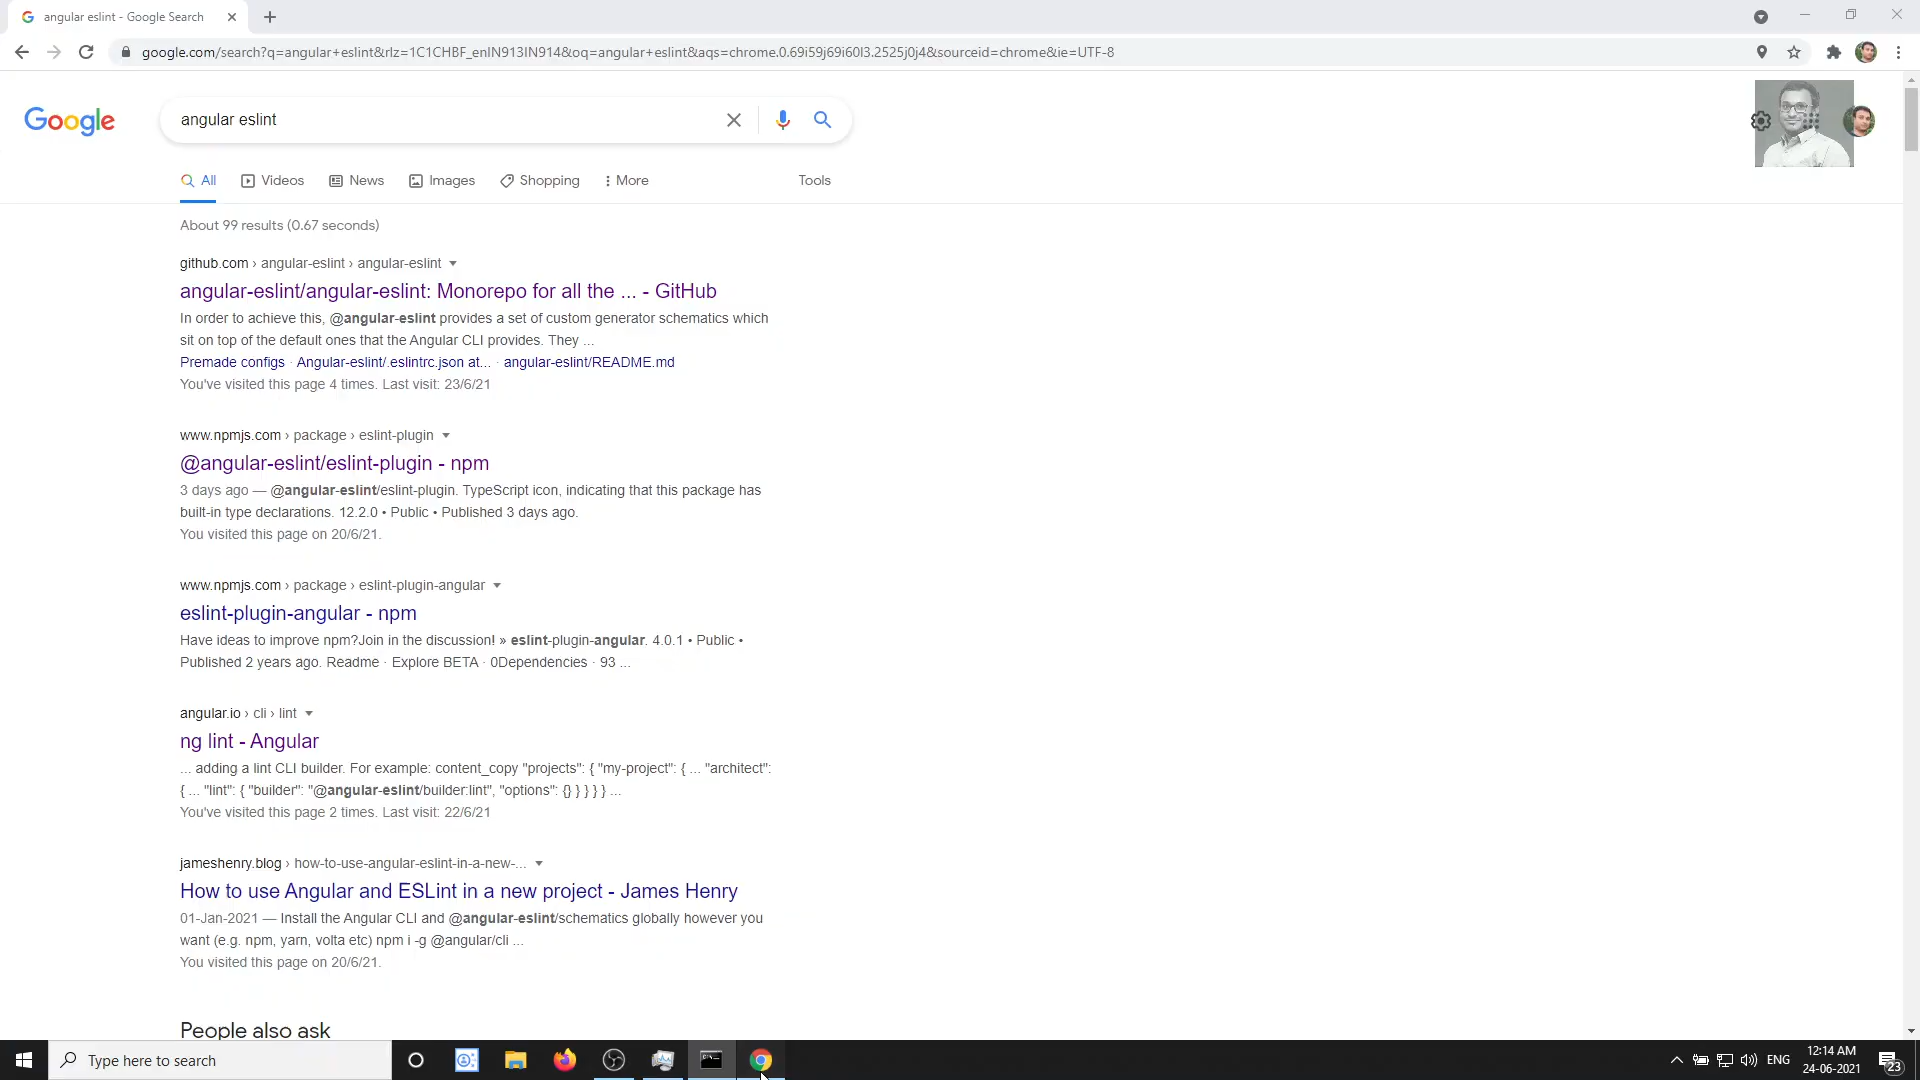 angular eslint - Google Search
google.com/search?q=angular+eslint&rlz=1C1CHBF_enIN913IN914&oq=angular+eslint&aqs=chrome.0.69i59j69i60l3.2525j0j4&sourceid=chrome&ie=UTF-8
Google
angular eslint
All Videos News Images Shopping More Tools
About 99 results (0.67 seconds)
github.com › angular-eslint › angular-eslint
angular-eslint/angular-eslint: Monorepo for all the ... - GitHub
In order to achieve this, @angular-eslint provides a set of custom generator schematics which
sit on top of the default ones that the Angular CLI provides. They ...
Premade configs · Angular-eslint/.eslintrc.json at... · angular-eslint/README.md
You've visited this page 4 times. Last visit: 23/6/21
www.npmjs.com › package › eslint-plugin
@angular-eslint/eslint-plugin - npm
3 days ago — @angular-eslint/eslint-plugin. TypeScript icon, indicating that this package has
built-in type declarations. 12.2.0 • Public • Published 3 days ago.
You visited this page on 20/6/21.
www.npmjs.com › package › eslint-plugin-angular
eslint-plugin-angular - npm
Have ideas to improve npm?Join in the discussion! » eslint-plugin-angular. 4.0.1 • Public •
Published 2 years ago. Readme · Explore BETA · 0Dependencies · 93 ...
angular.io › cli › lint
ng lint - Angular
... adding a lint CLI builder. For example: content_copy "projects": { "my-project": { ... "architect":
{ ... "lint": { "builder": "@angular-eslint/builder:lint", "options": {} } } } } ...
You've visited this page 2 times. Last visit: 22/6/21
jameshenry.blog › how-to-use-angular-eslint-in-a-new-...
How to use Angular and ESLint in a new project - James Henry
01-Jan-2021 — Install the Angular CLI and @angular-eslint/schematics globally however you
want (e.g. npm, yarn, volta etc) npm i -g @angular/cli ...
You visited this page on 20/6/21.
People also ask
Type here to search
ENG
12:14 AM
24-06-2021
23